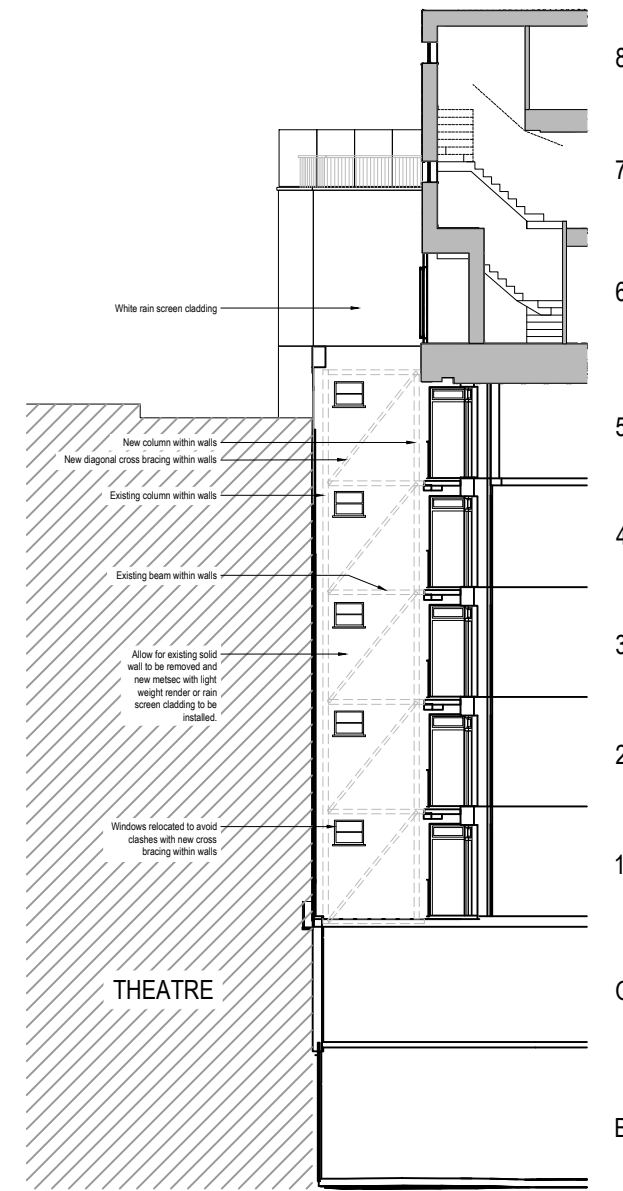 8
7
6
White rain screen cladding
5
New column within walls
New diagonal cross bracing within walls
Existing column within walls
4
Existing beam within walls
3
Allow for existing solid
wall to be removed and
new metsec with light
weight render or rain
screen cladding to be
installed.
2
Windows relocated to avoid
clashes with new cross
bracing within walls
1
THEATRE